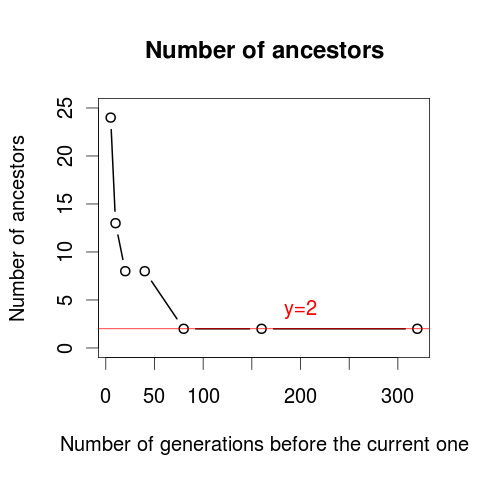 Number of ancestors
Number of ancestors
25
20
15
10
5
0
y=2
0 50 100 200 300
Number of generations before the current one